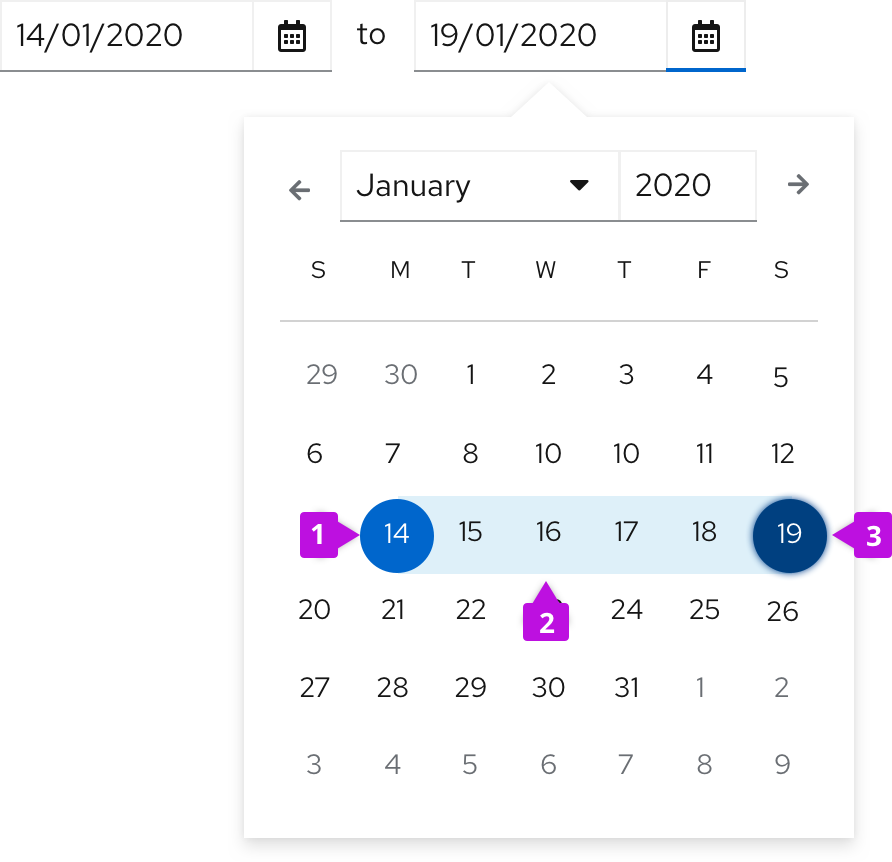 14/01/2020 to 19/01/2020
January 2020
S M T W T F S
29 30 1 2 3 4 5
6 7 8 10 10 11 12
1 14 15 16 17 18 19 3
20 21 22 2 24 25 26
27 28 29 30 31 1 2
3 4 5 6 7 8 9